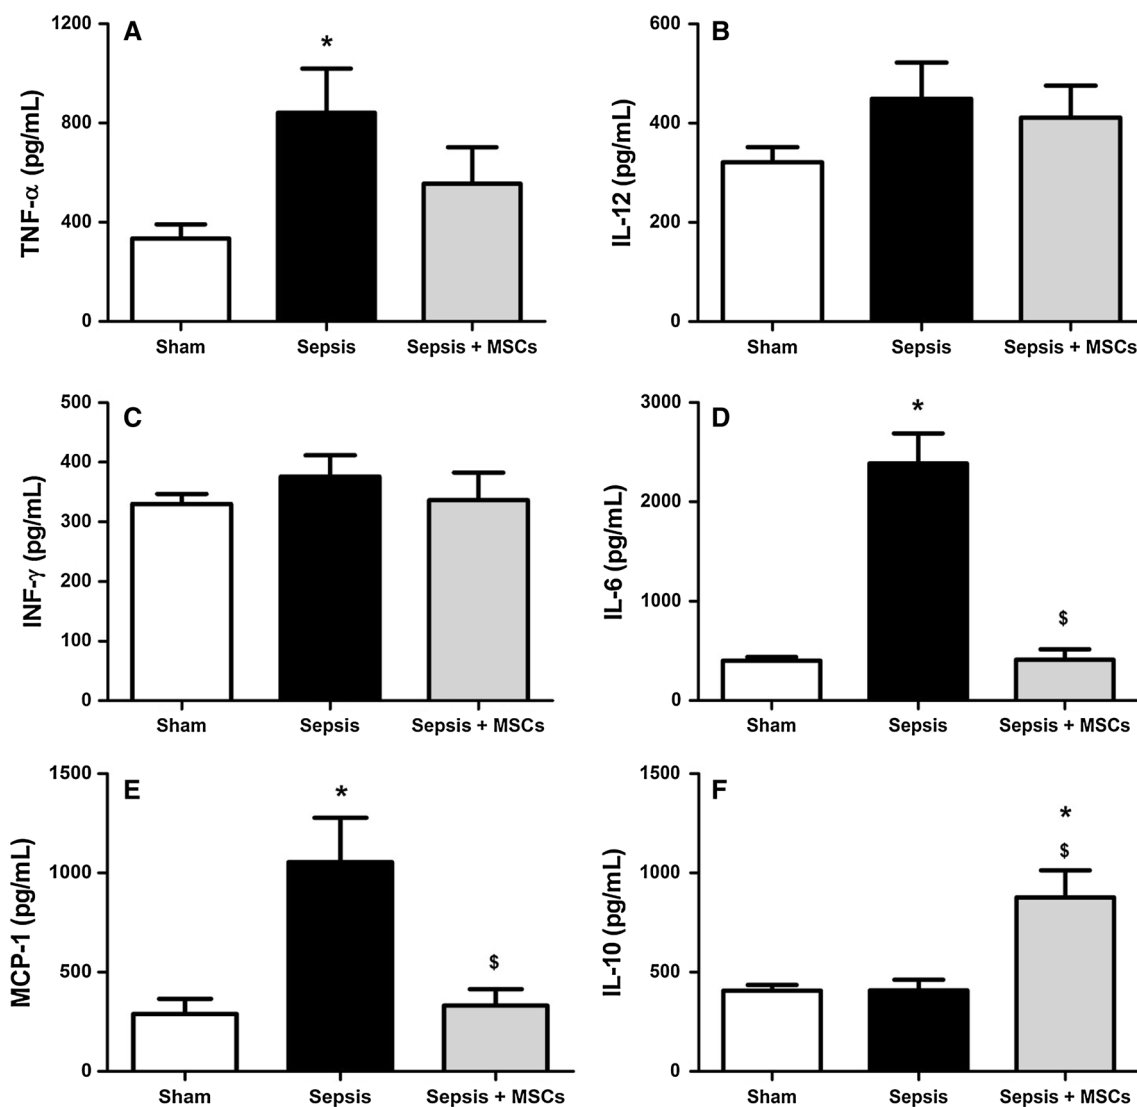 A
TNF-α (pg/mL)
1200
800
400
0
*
Sham
Sepsis
Sepsis + MSCs
B
IL-12 (pg/mL)
600
400
200
0
Sham
Sepsis
Sepsis + MSCs
C
INF-γ (pg/mL)
500
400
300
200
100
0
Sham
Sepsis
Sepsis + MSCs
D
IL-6 (pg/mL)
3000
2000
1000
0
*
$
Sham
Sepsis
Sepsis + MSCs
E
MCP-1 (pg/mL)
1500
1000
500
0
*
$
Sham
Sepsis
Sepsis + MSCs
F
IL-10 (pg/mL)
1500
1000
500
0
*
$
Sham
Sepsis
Sepsis + MSCs